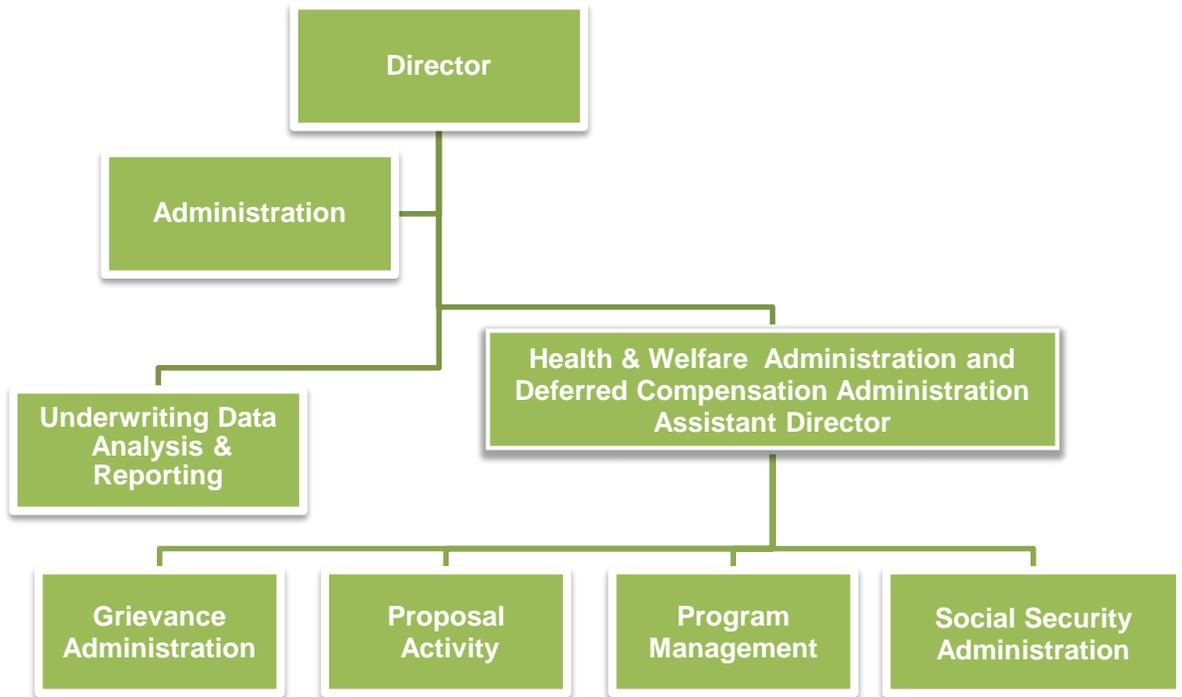 Director
Administration
Health & Welfare  Administration and
Deferred Compensation Administration
Assistant Director
Underwriting Data
Analysis &
Reporting
Grievance
Administration
Proposal
Activity
Program
Management
Social Security
Administration